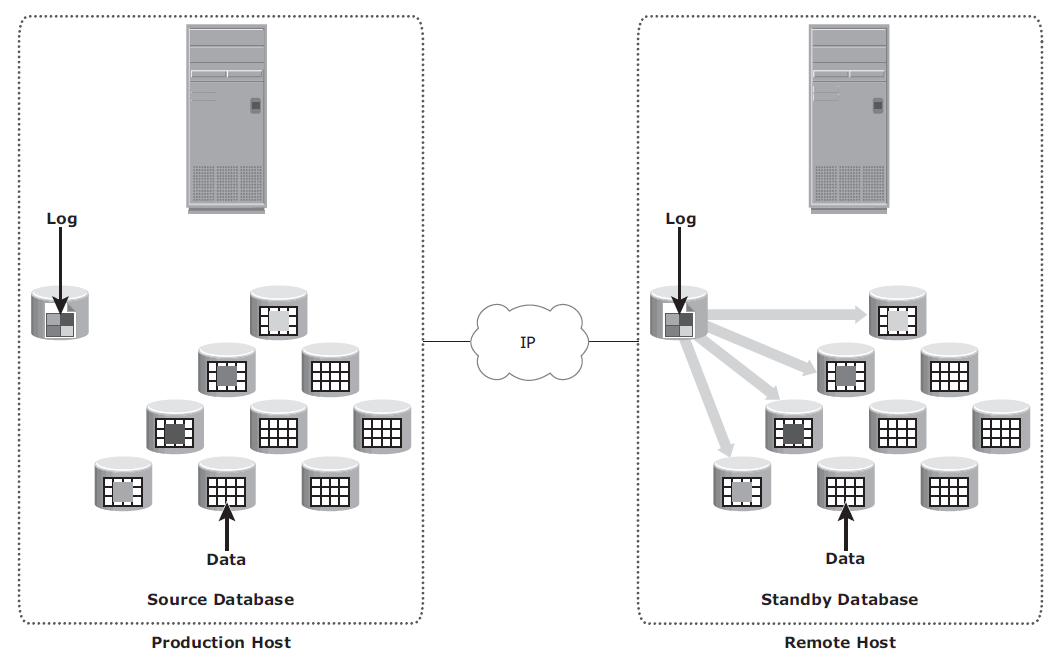 Log
Data
Source Database
Production Host
IP
Log
Data
Standby Database
Remote Host